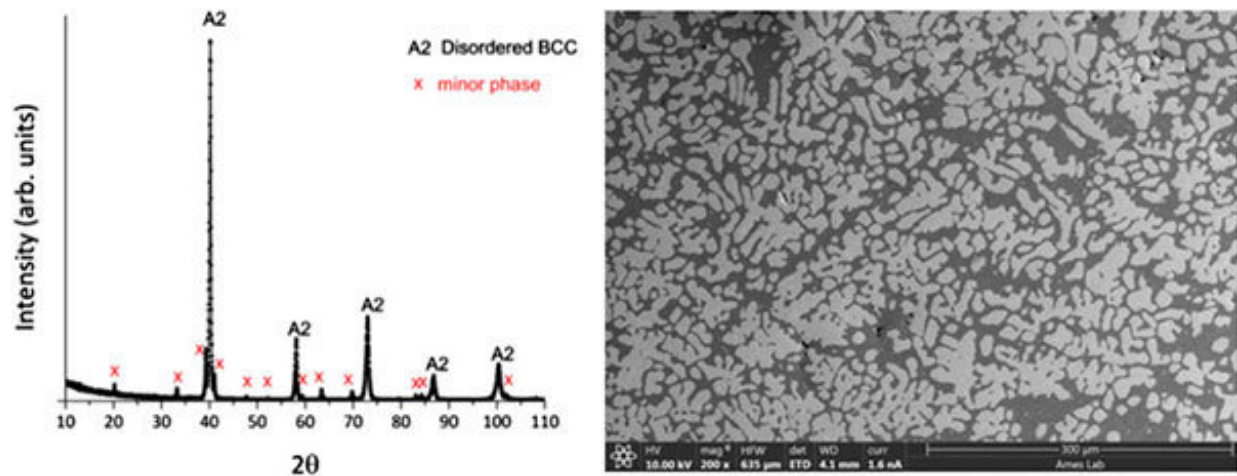 A2
A2 Disordered BCC
x minor phase
Intensity (arb. units)
A2
A2
A2
A2
x
x
x
x
x
x
x
x
x
x
x
x
x
10 20 30 40 50 60 70 80 90 100 110
2θ
HV mag HFW det WD curr
10.00 kV 200 x 635 µm ETD 4.1 mm 1.6 nA
300 µm
Ames Lab